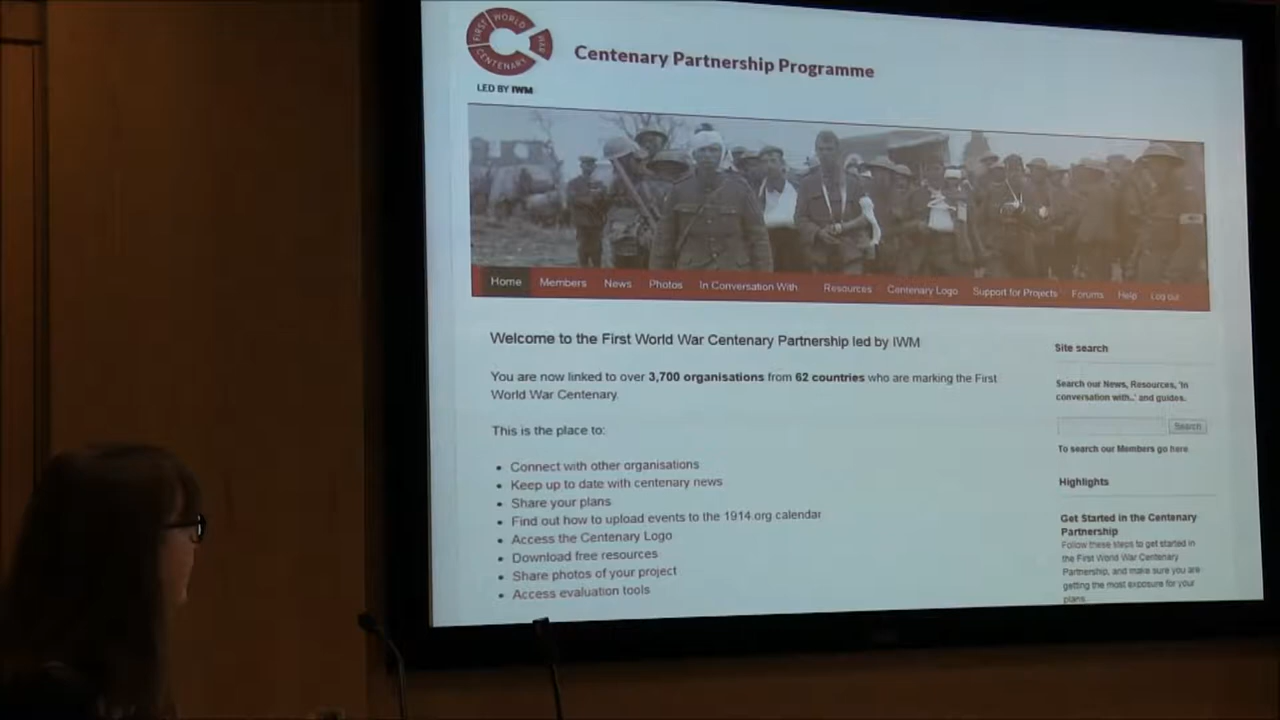 FIRST WORLD WAR CENTENARY
LED BY IWM
Centenary Partnership Programme
Home Members News Photos In Conversation With Resources Centenary Logo Support for Projects Forums Help Log out
Welcome to the First World War Centenary Partnership led by IWM
You are now linked to over 3,700 organisations from 62 countries who are marking the First
World War Centenary.
This is the place to:
• Connect with other organisations
• Keep up to date with centenary news
• Share your plans
• Find out how to upload events to the 1914.org calendar
• Access the Centenary Logo
• Download free resources
• Share photos of your project
• Access evaluation tools
Site search
Search our News, Resources, 'In
conversation with..' and guides.
Search
To search our Members go here
Highlights
Get Started in the Centenary
Partnership
Follow these steps to get started in
the First World War Centenary
Partnership, and make sure you are
getting the most exposure for your
plans.